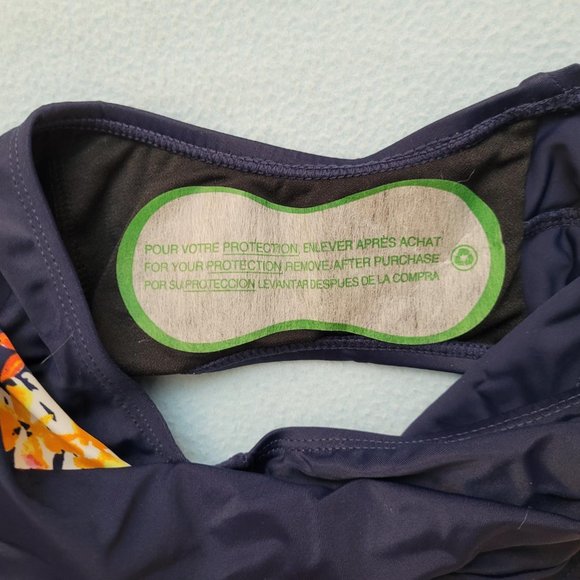 POUR VOTRE PROTECTION, ENLEVER APRÈS ACHAT
FOR YOUR PROTECTION REMOVE AFTER PURCHASE
POR SU PROTECCION LEVANTAR DESPUES DE LA COMPRA